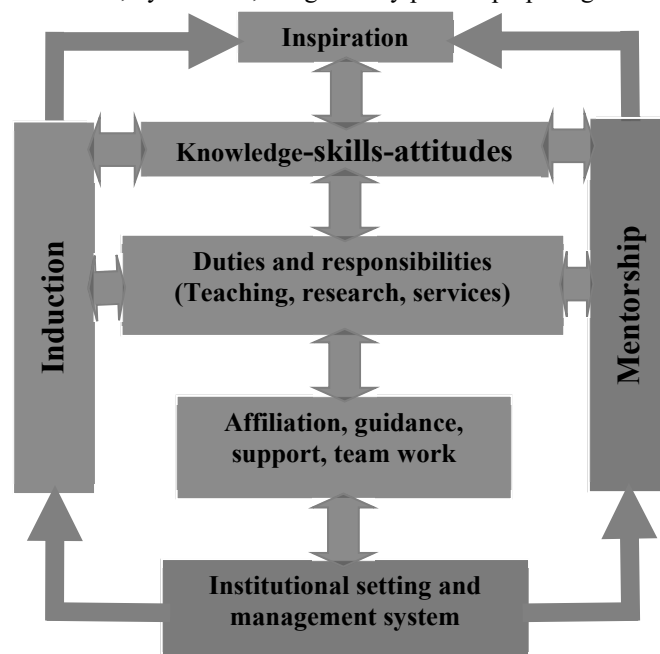 Inspiration
Knowledge-skills-attitudes
Duties and responsibilities
(Teaching, research, services)
Induction
Mentorship
Affiliation, guidance,
support, team work
Institutional setting and
management system